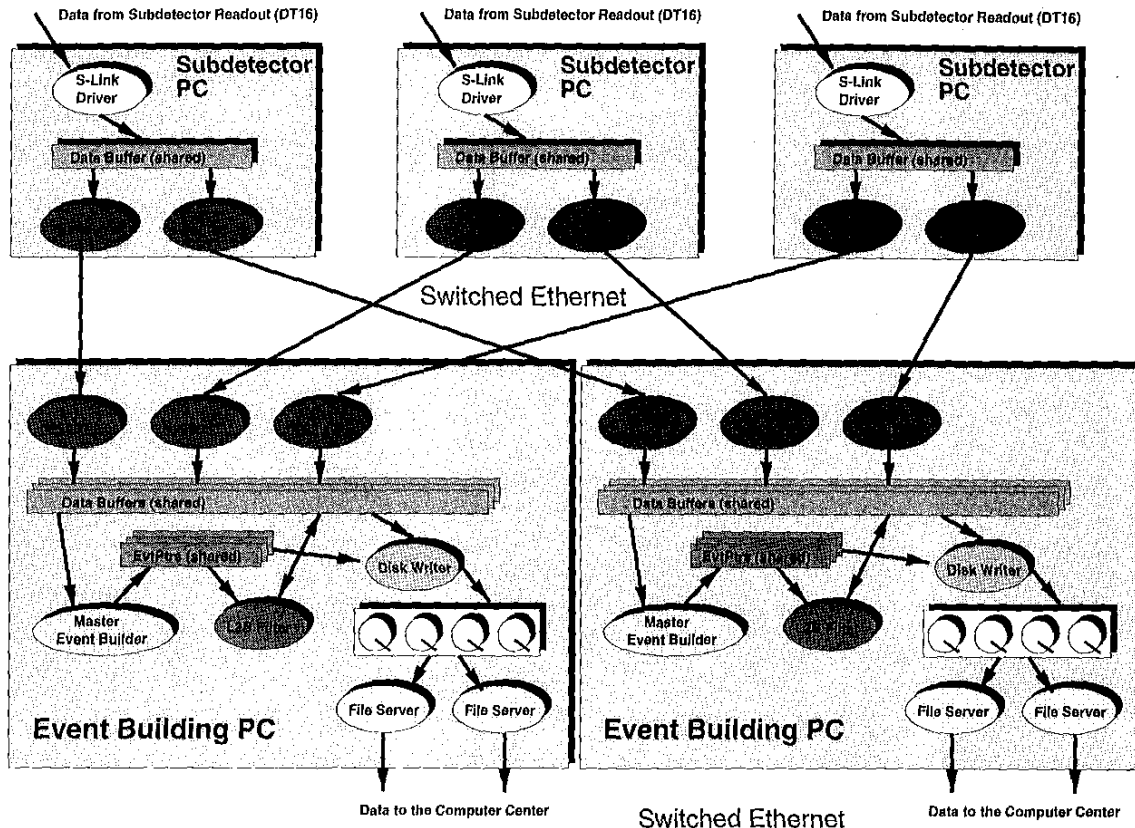 Data from Subdetector Readout (DT16)
Data from Subdetector Readout (DT16)
Data from Subdetector Readout (DT16)
Subdetector
PC
S-Link
Driver
Data Buffer (shared)
Subdetector
PC
S-Link
Driver
Data Buffer (shared)
Subdetector
PC
S-Link
Driver
Data Buffer (shared)
Switched Ethernet
Data Buffers (shared)
EvtPtrs (shared)
Disk Writer
Master
Event Builder
File Server
File Server
Event Building PC
Data to the Computer Center
Data Buffers (shared)
EvtPtrs (shared)
Disk Writer
Master
Event Builder
File Server
File Server
Event Building PC
Data to the Computer Center
Switched Ethernet